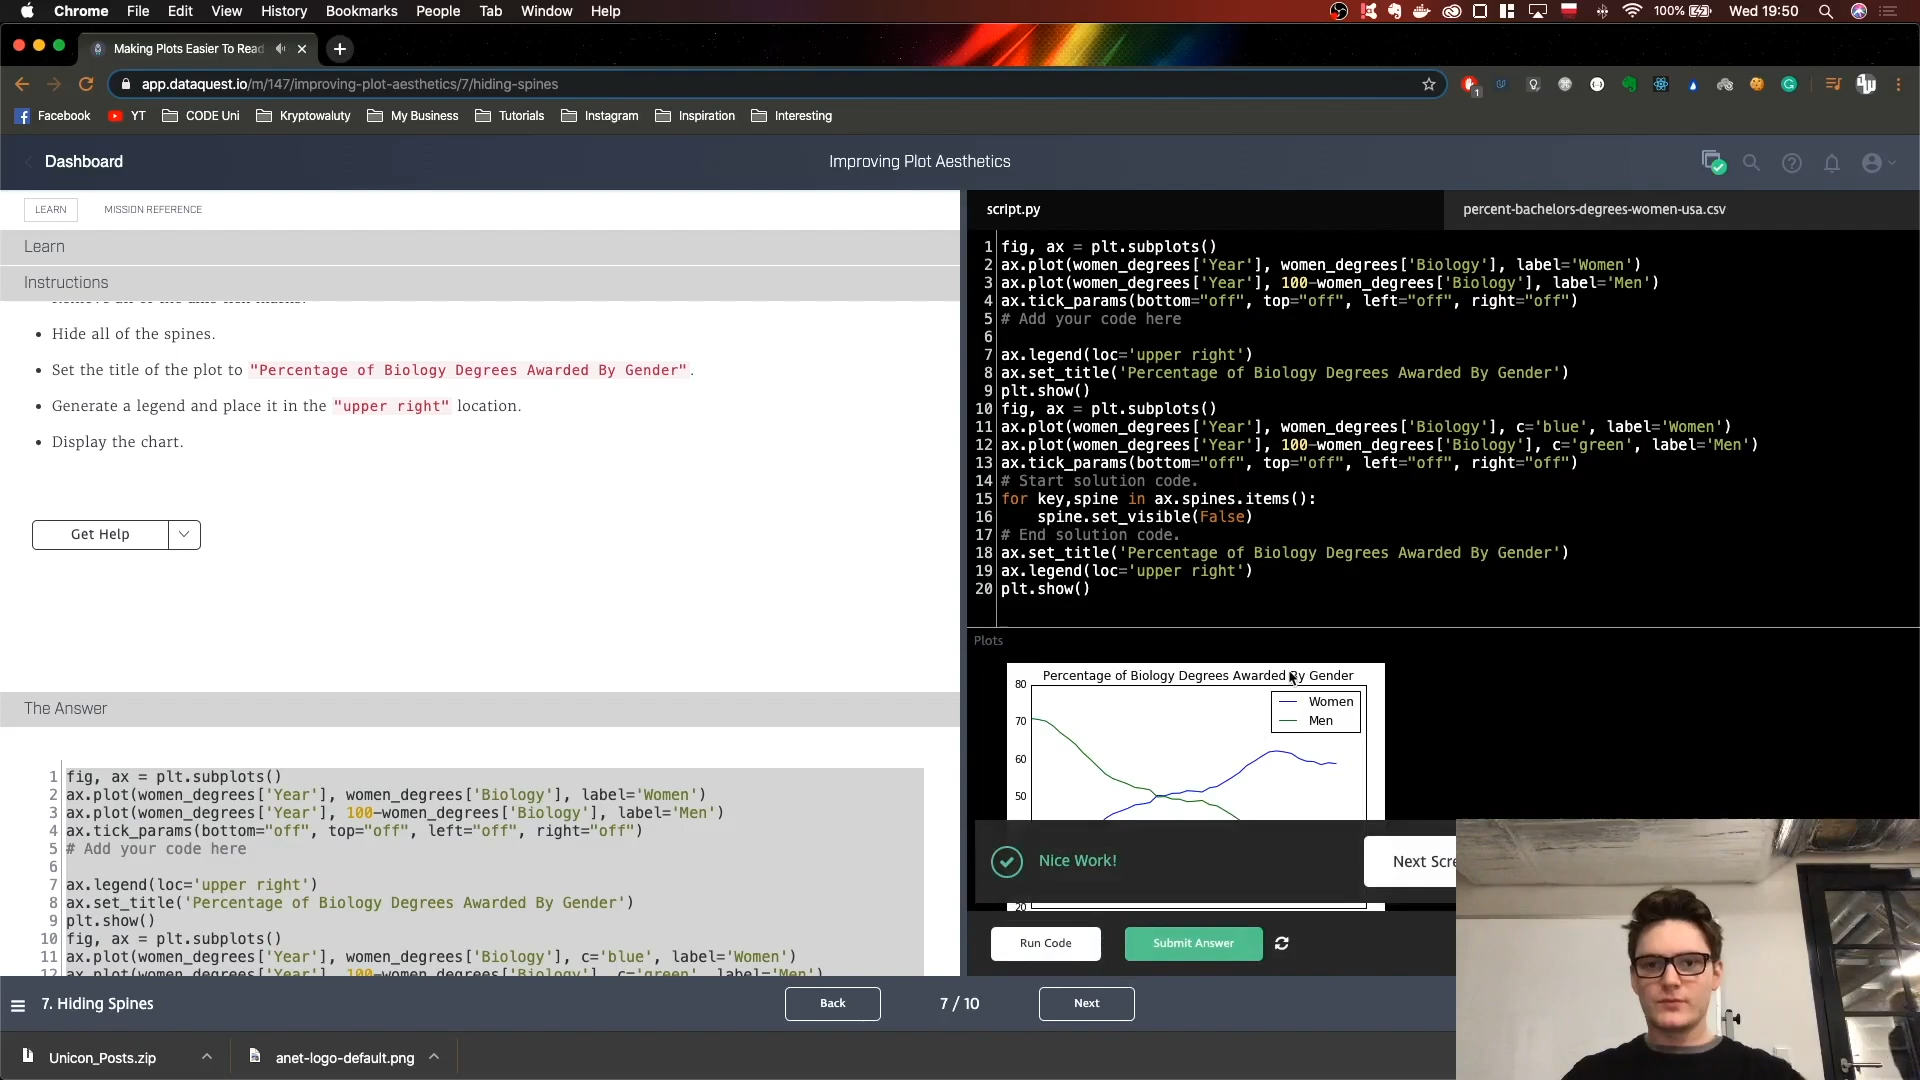 Chrome File Edit View History Bookmarks People Tab Window Help
100% Wed 19:50
Making Plots Easier To Read
app.dataquest.io/m/147/improving-plot-aesthetics/7/hiding-spines
Facebook YT CODE Uni Kryptowaluty My Business Tutorials Instagram Inspiration Interesting
Dashboard
Improving Plot Aesthetics
LEARN
MISSION REFERENCE
Learn
Instructions
Hide all of the spines.
Set the title of the plot to "Percentage of Biology Degrees Awarded By Gender".
Generate a legend and place it in the "upper right" location.
Display the chart.
Get Help
The Answer
1 fig, ax = plt.subplots()
2 ax.plot(women_degrees['Year'], women_degrees['Biology'], label='Women')
3 ax.plot(women_degrees['Year'], 100-women_degrees['Biology'], label='Men')
4 ax.tick_params(bottom="off", top="off", left="off", right="off")
5 # Add your code here
6
7 ax.legend(loc='upper right')
8 ax.set_title('Percentage of Biology Degrees Awarded By Gender')
9 plt.show()
10 fig, ax = plt.subplots()
11 ax.plot(women_degrees['Year'], women_degrees['Biology'], c='blue', label='Women')
12 ax.plot(women_degrees['Year'], 100-women_degrees['Biology'], c='green', label='Men')
script.py
percent-bachelors-degrees-women-usa.csv
1 fig, ax = plt.subplots()
2 ax.plot(women_degrees['Year'], women_degrees['Biology'], label='Women')
3 ax.plot(women_degrees['Year'], 100-women_degrees['Biology'], label='Men')
4 ax.tick_params(bottom="off", top="off", left="off", right="off")
5 # Add your code here
6
7 ax.legend(loc='upper right')
8 ax.set_title('Percentage of Biology Degrees Awarded By Gender')
9 plt.show()
10 fig, ax = plt.subplots()
11 ax.plot(women_degrees['Year'], women_degrees['Biology'], c='blue', label='Women')
12 ax.plot(women_degrees['Year'], 100-women_degrees['Biology'], c='green', label='Men')
13 ax.tick_params(bottom="off", top="off", left="off", right="off")
14 # Start solution code.
15 for key,spine in ax.spines.items():
16 spine.set_visible(False)
17 # End solution code.
18 ax.set_title('Percentage of Biology Degrees Awarded By Gender')
19 ax.legend(loc='upper right')
20 plt.show()
Plots
Percentage of Biology Degrees Awarded By Gender
80
Women
70
Men
60
50
Nice Work!
Next Scre
20
Run Code
Submit Answer
7. Hiding Spines
Back
7 / 10
Next
Unicon_Posts.zip
anet-logo-default.png